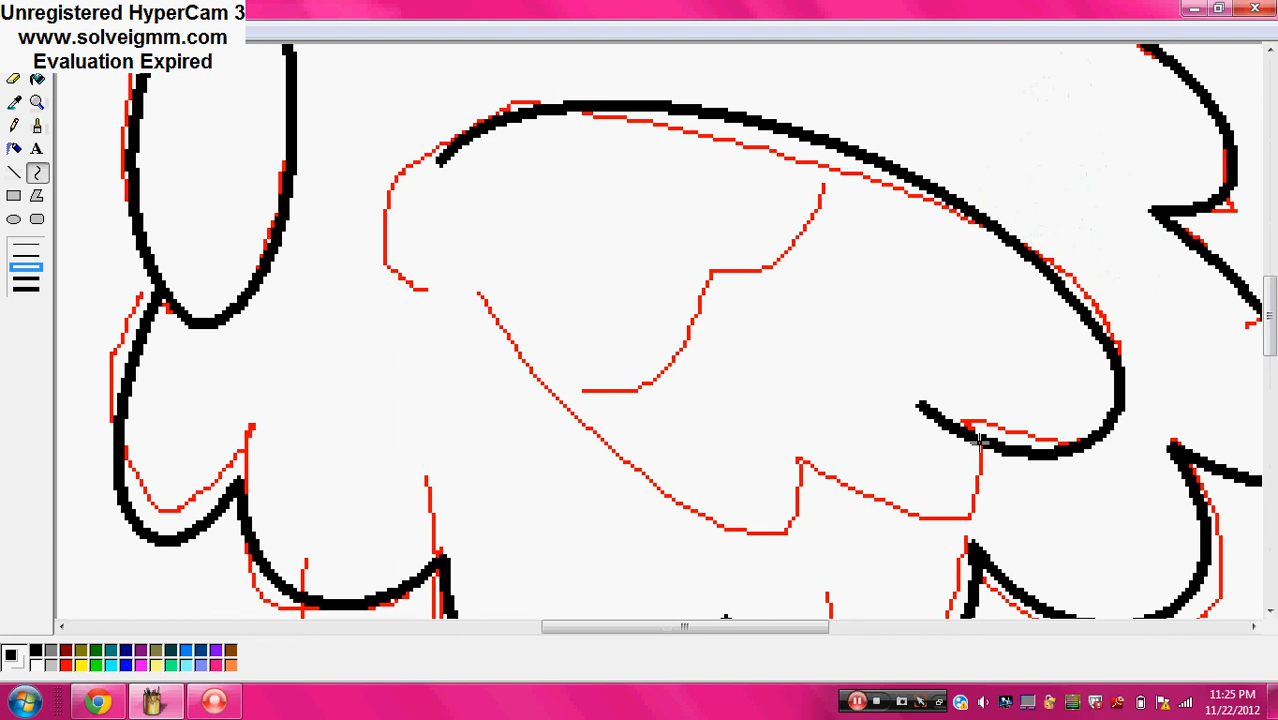 Unregistered HyperCam 3
www.solveigmm.com
Evaluation Expired
A
11:25 PM
11/22/2012